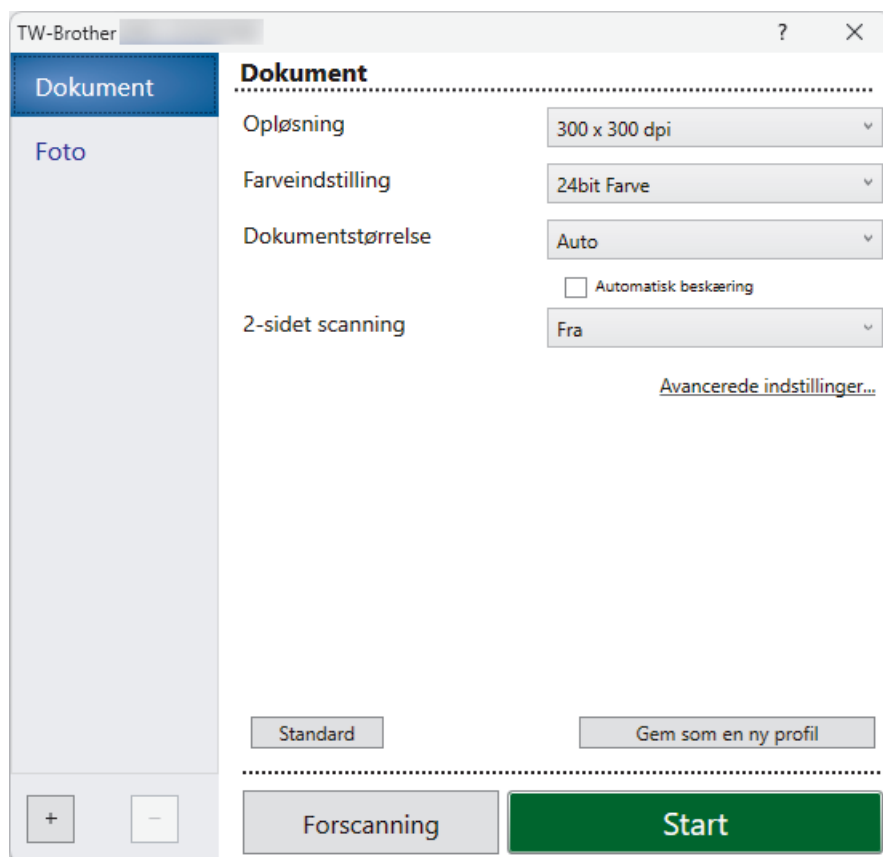 TW-Brother
?
Dokument
Foto
Dokument
Opløsning 300 x 300 dpi
Farveindstilling 24bit Farve
Dokumentstørrelse Auto
Automatisk beskæring
2-sidet scanning Fra
Avancerede indstillinger...
Standard Gem som en ny profil
+ −
Forscanning Start